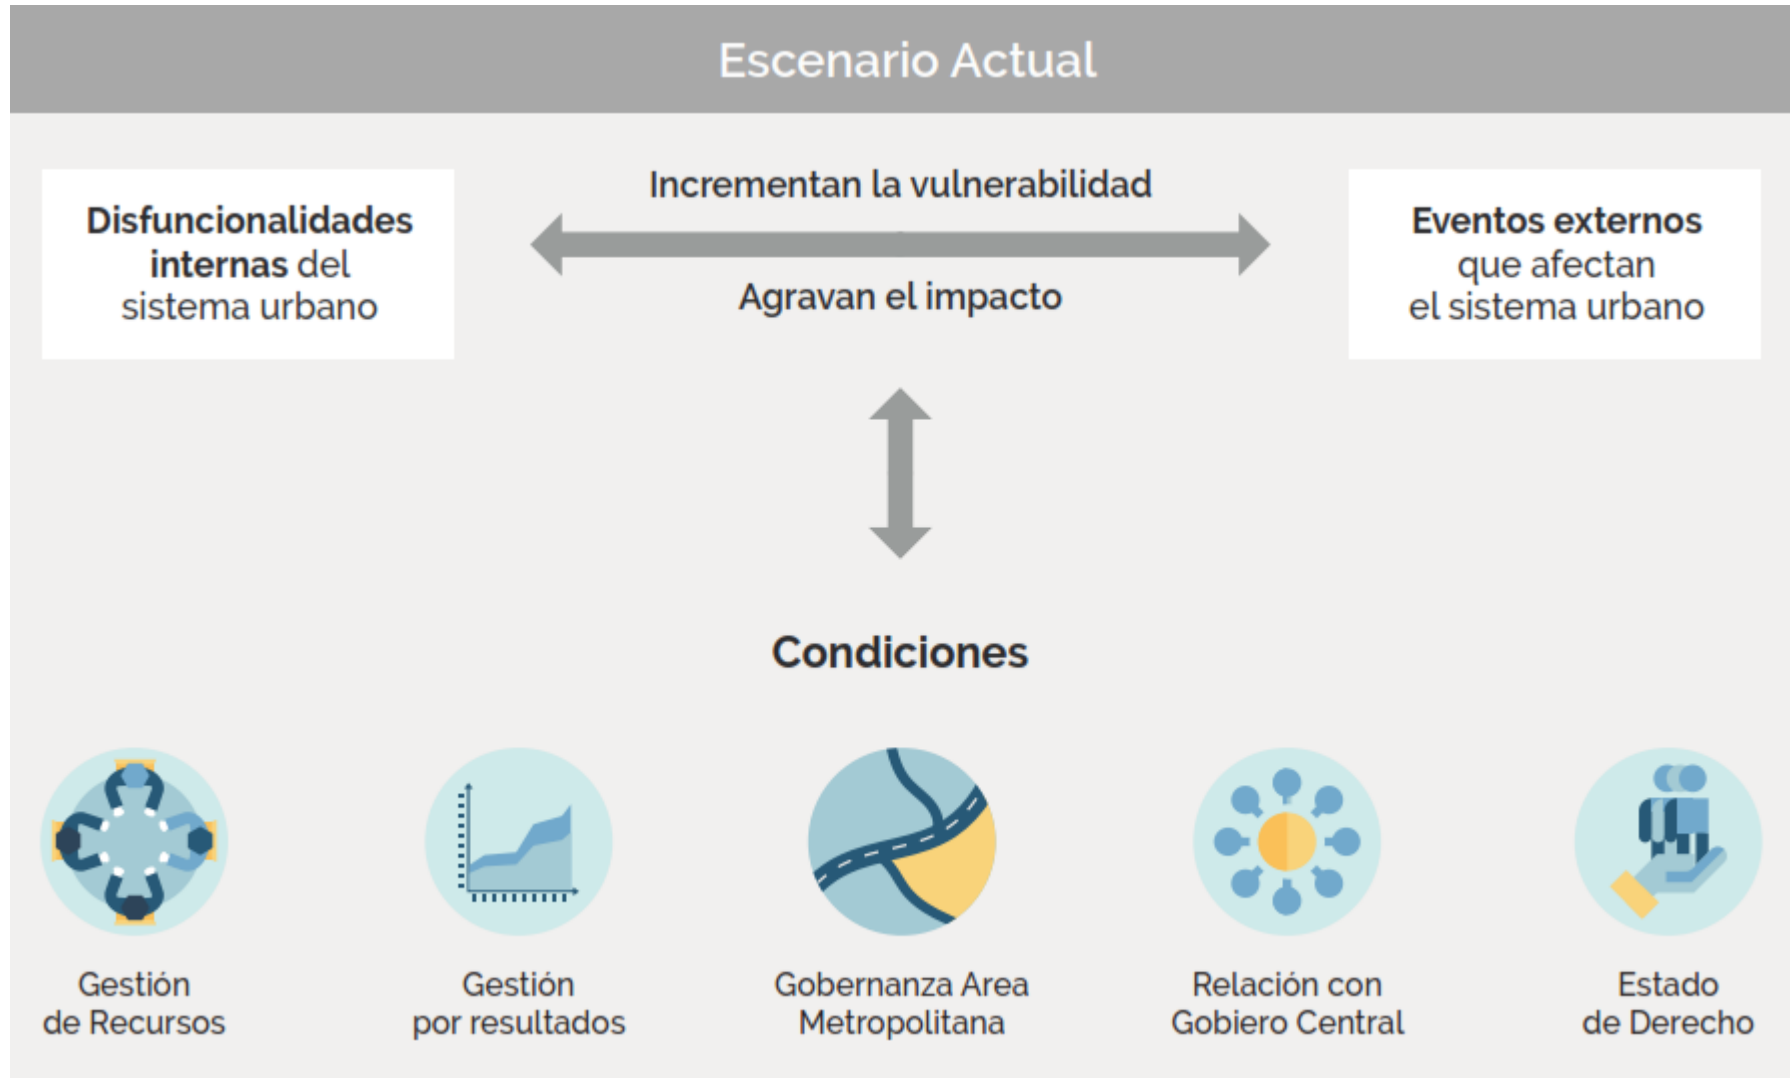 Escenario Actual
Disfuncionalidades
internas del
sistema urbano
Incrementan la vulnerabilidad
Agravan el impacto
Eventos externos
que afectan
el sistema urbano
Condiciones
Gestión
de Recursos
Gestión
por resultados
Gobernanza Area
Metropolitana
Relación con
Gobiero Central
Estado
de Derecho